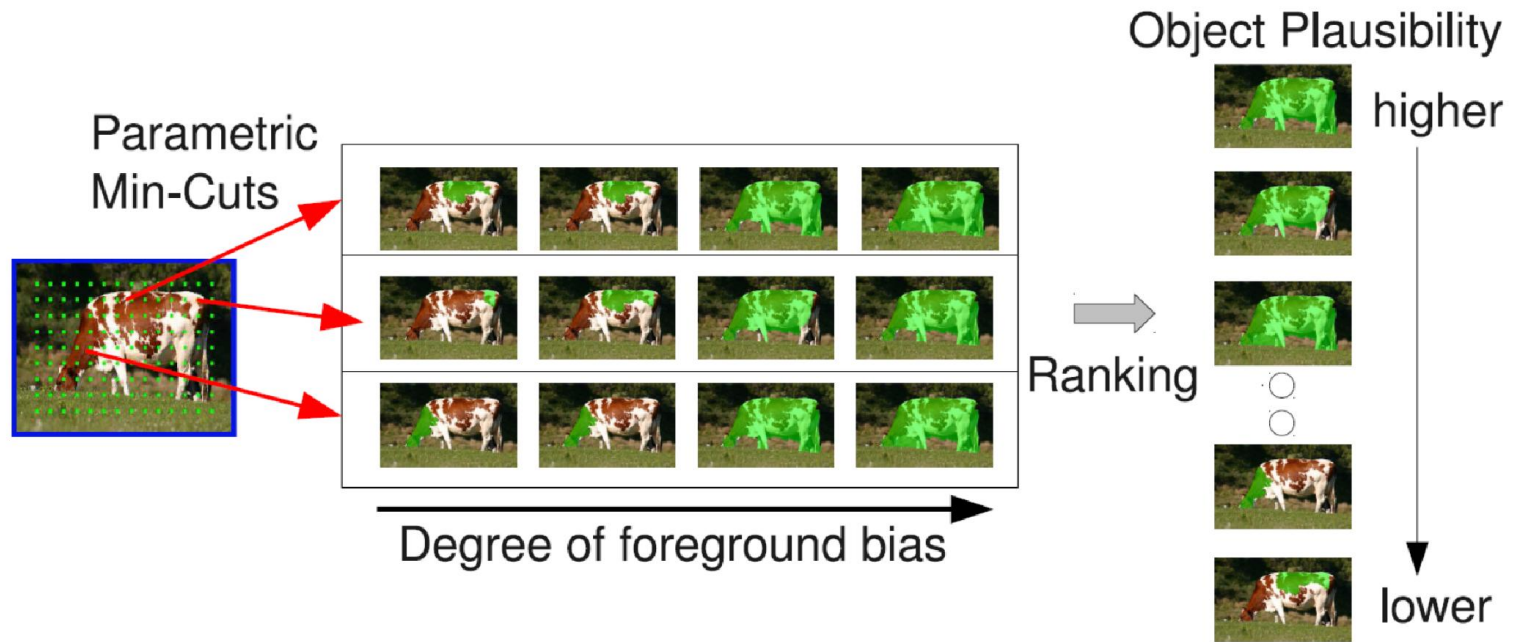 Object Plausibility
higher
Parametric
Min-Cuts
Ranking
Degree of foreground bias
lower